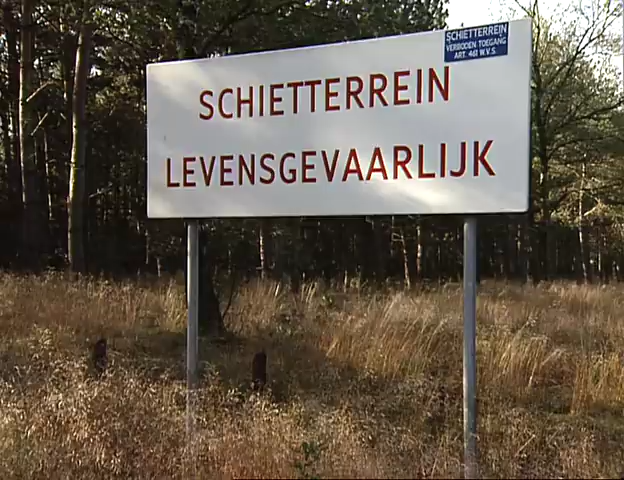 SCHIETTERREIN
VERBODEN TOEGANG
ART. 461 W.V.S.
SCHIETTERREIN
LEVENSGEVAARLIJK